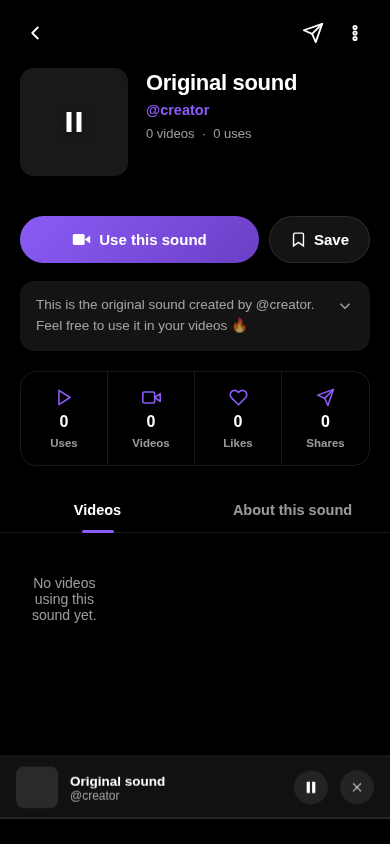 Original sound
@creator
0 videos · 0 uses
Use this sound
Save
This is the original sound created by @creator.
Feel free to use it in your videos 🔥
0
Uses
0
Videos
0
Likes
0
Shares
Videos
About this sound
No videos
using this
sound yet.
Original sound
@creator